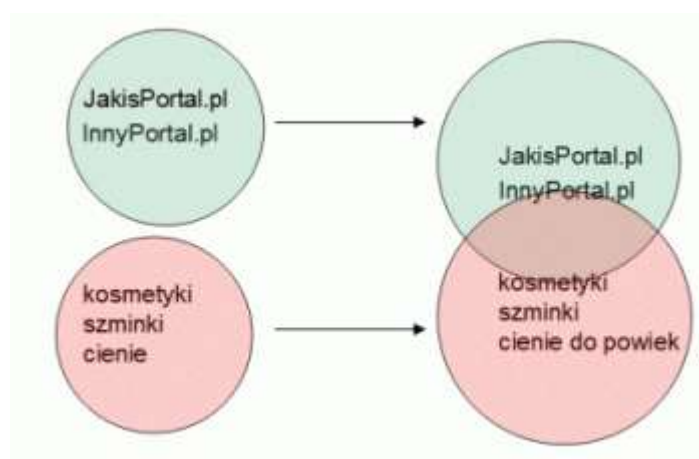 JakisPortal.pl
InnyPortal.pl
JakisPortal.pl
InnyPortal.pl
kosmetyki
szminki
cienie
kosmetyki
szminki
cienie do powiek